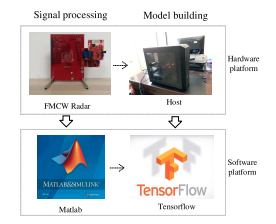 Signal processing
Model building
Hardware
platform
FMCW Radar
Host
MATLAB&SIMULINK
TensorFlow
Software
platform
Matlab
Tensorflow